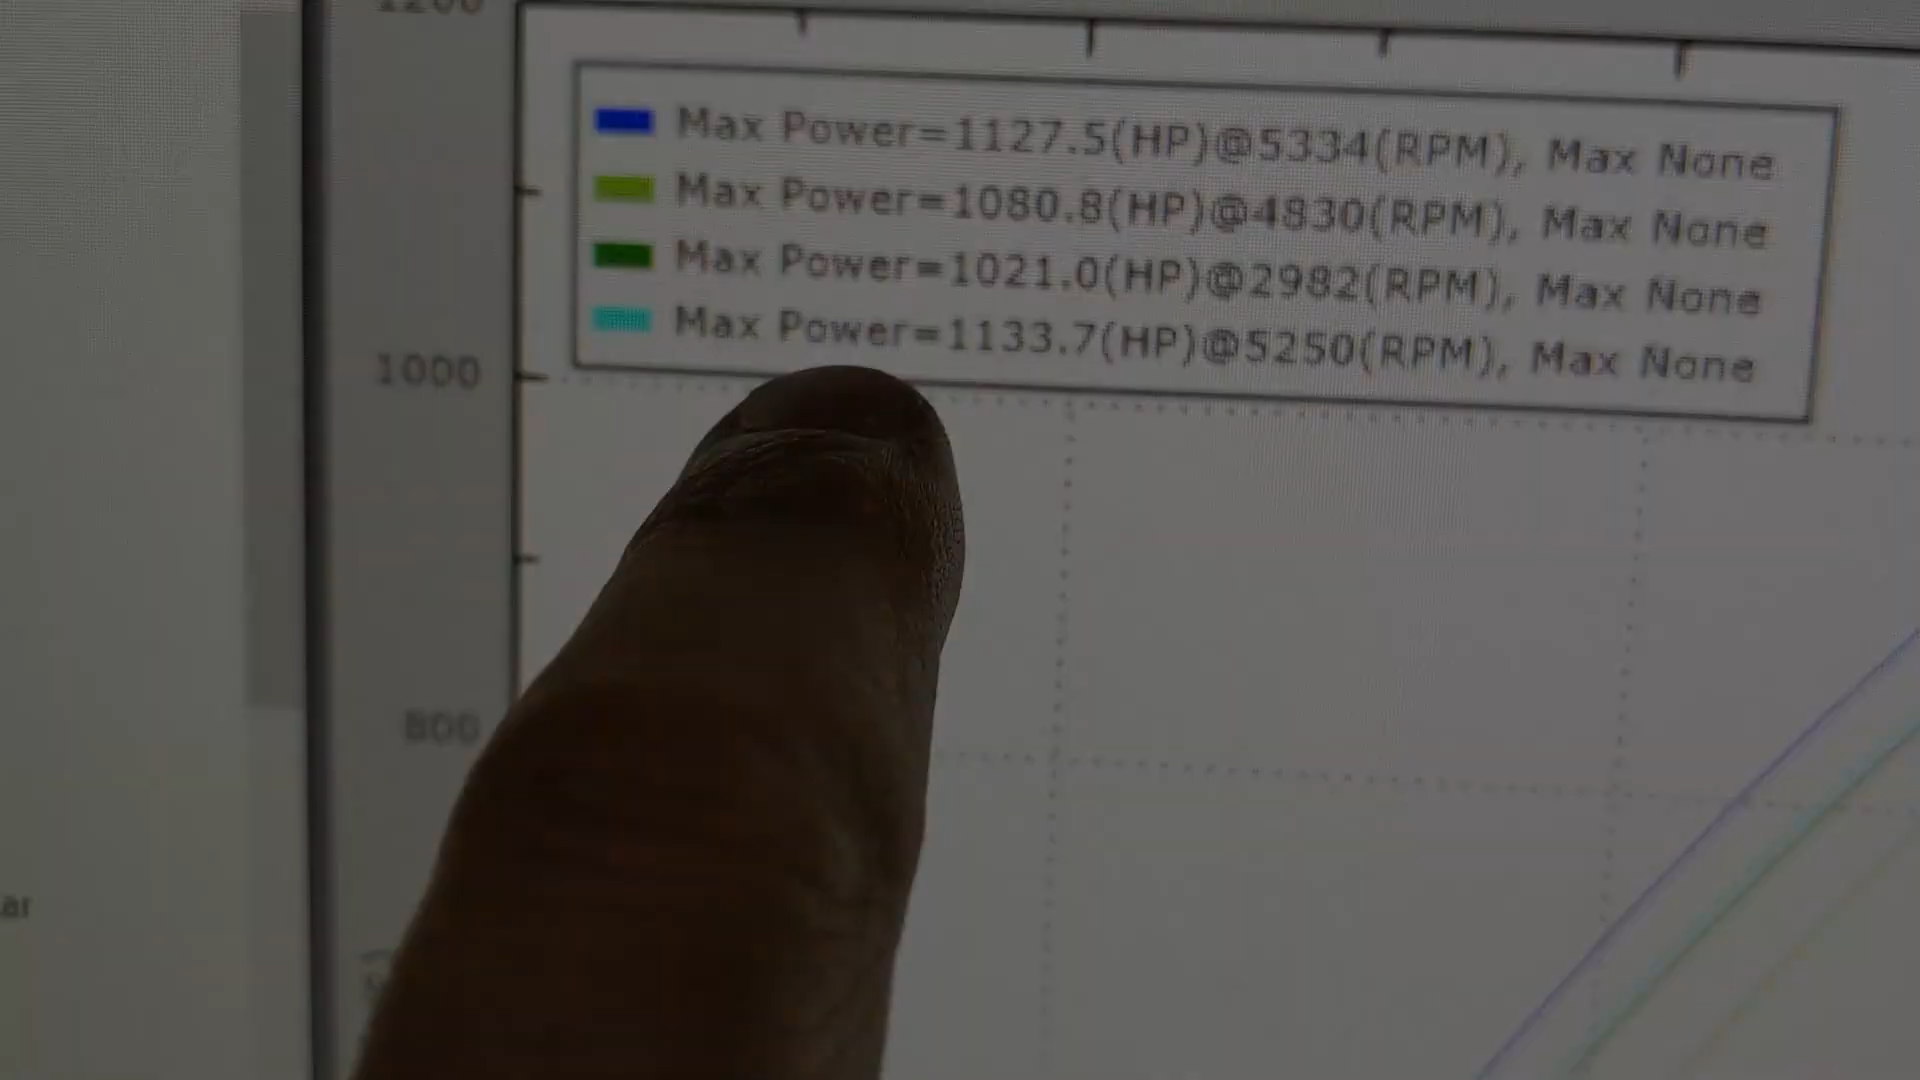 1200
Max Power=1127.5(HP)@5334(RPM), Max None
Max Power=1080.8(HP)@4830(RPM), Max None
Max Power=1021.0(HP)@2982(RPM), Max None
Max Power=1133.7(HP)@5250(RPM), Max None
1000
800
ar